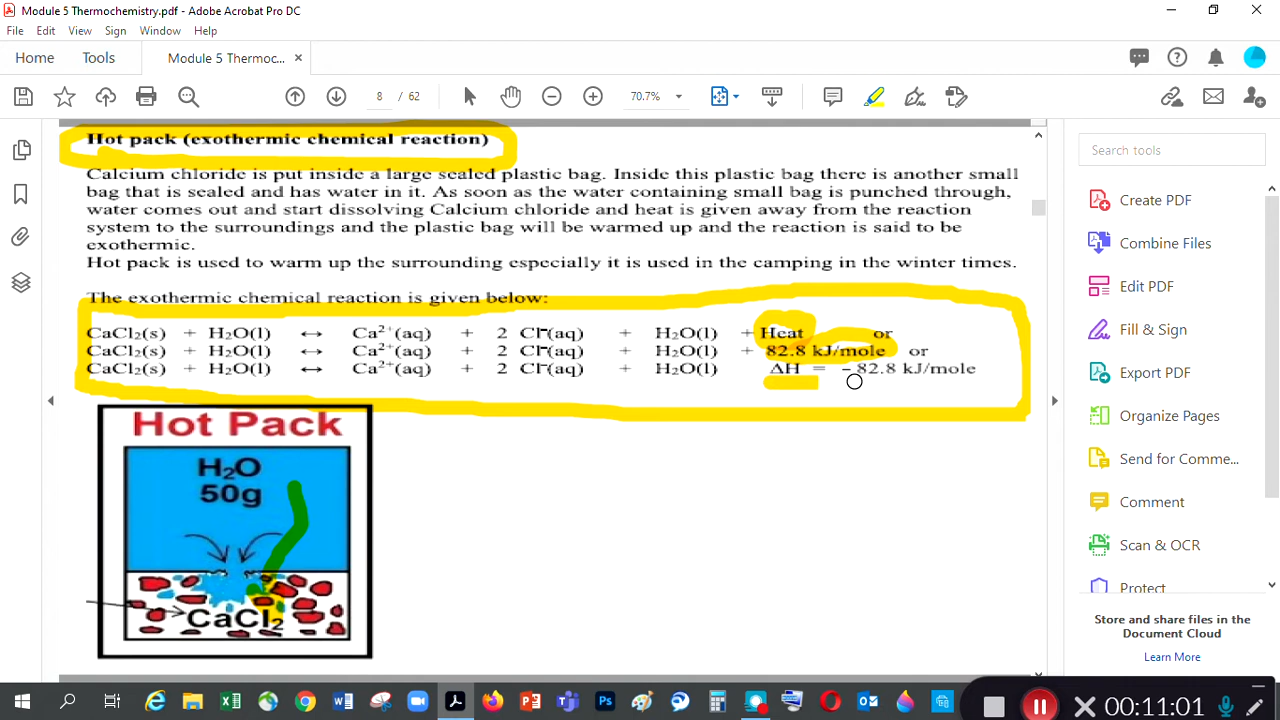 Module 5 Thermochemistry.pdf - Adobe Acrobat Pro DC
File Edit View Sign Window Help
Home Tools Module 5 Thermoc... ×
8 / 62 70.7%
Hot pack (exothermic chemical reaction)
Calcium chloride is put inside a large sealed plastic bag. Inside this plastic bag there is another small
bag that is sealed and has water in it. As soon as the water containing small bag is punched through,
water comes out and start dissolving Calcium chloride and heat is given away from the reaction
system to the surroundings and the plastic bag will be warmed up and the reaction is said to be
exothermic.
Hot pack is used to warm up the surrounding especially it is used in the camping in the winter times.
The exothermic chemical reaction is given below:
CaCl₂(s) + H₂O(l) ↔ Ca²⁺(aq) + 2 Cl⁻(aq) + H₂O(l) + Heat or
CaCl₂(s) + H₂O(l) ↔ Ca²⁺(aq) + 2 Cl⁻(aq) + H₂O(l) + 82.8 kJ/mole or
CaCl₂(s) + H₂O(l) ↔ Ca²⁺(aq) + 2 Cl⁻(aq) + H₂O(l) ΔH = – 82.8 kJ/mole
Hot Pack
H₂O
50g
CaCl₂
Search tools
Create PDF
Combine Files
Edit PDF
Export PDF
Fill & Sign
Organize Pages
Send for Comme...
Comment
Scan & OCR
Protect
Store and share files in the
Document Cloud
Learn More
00:11:01